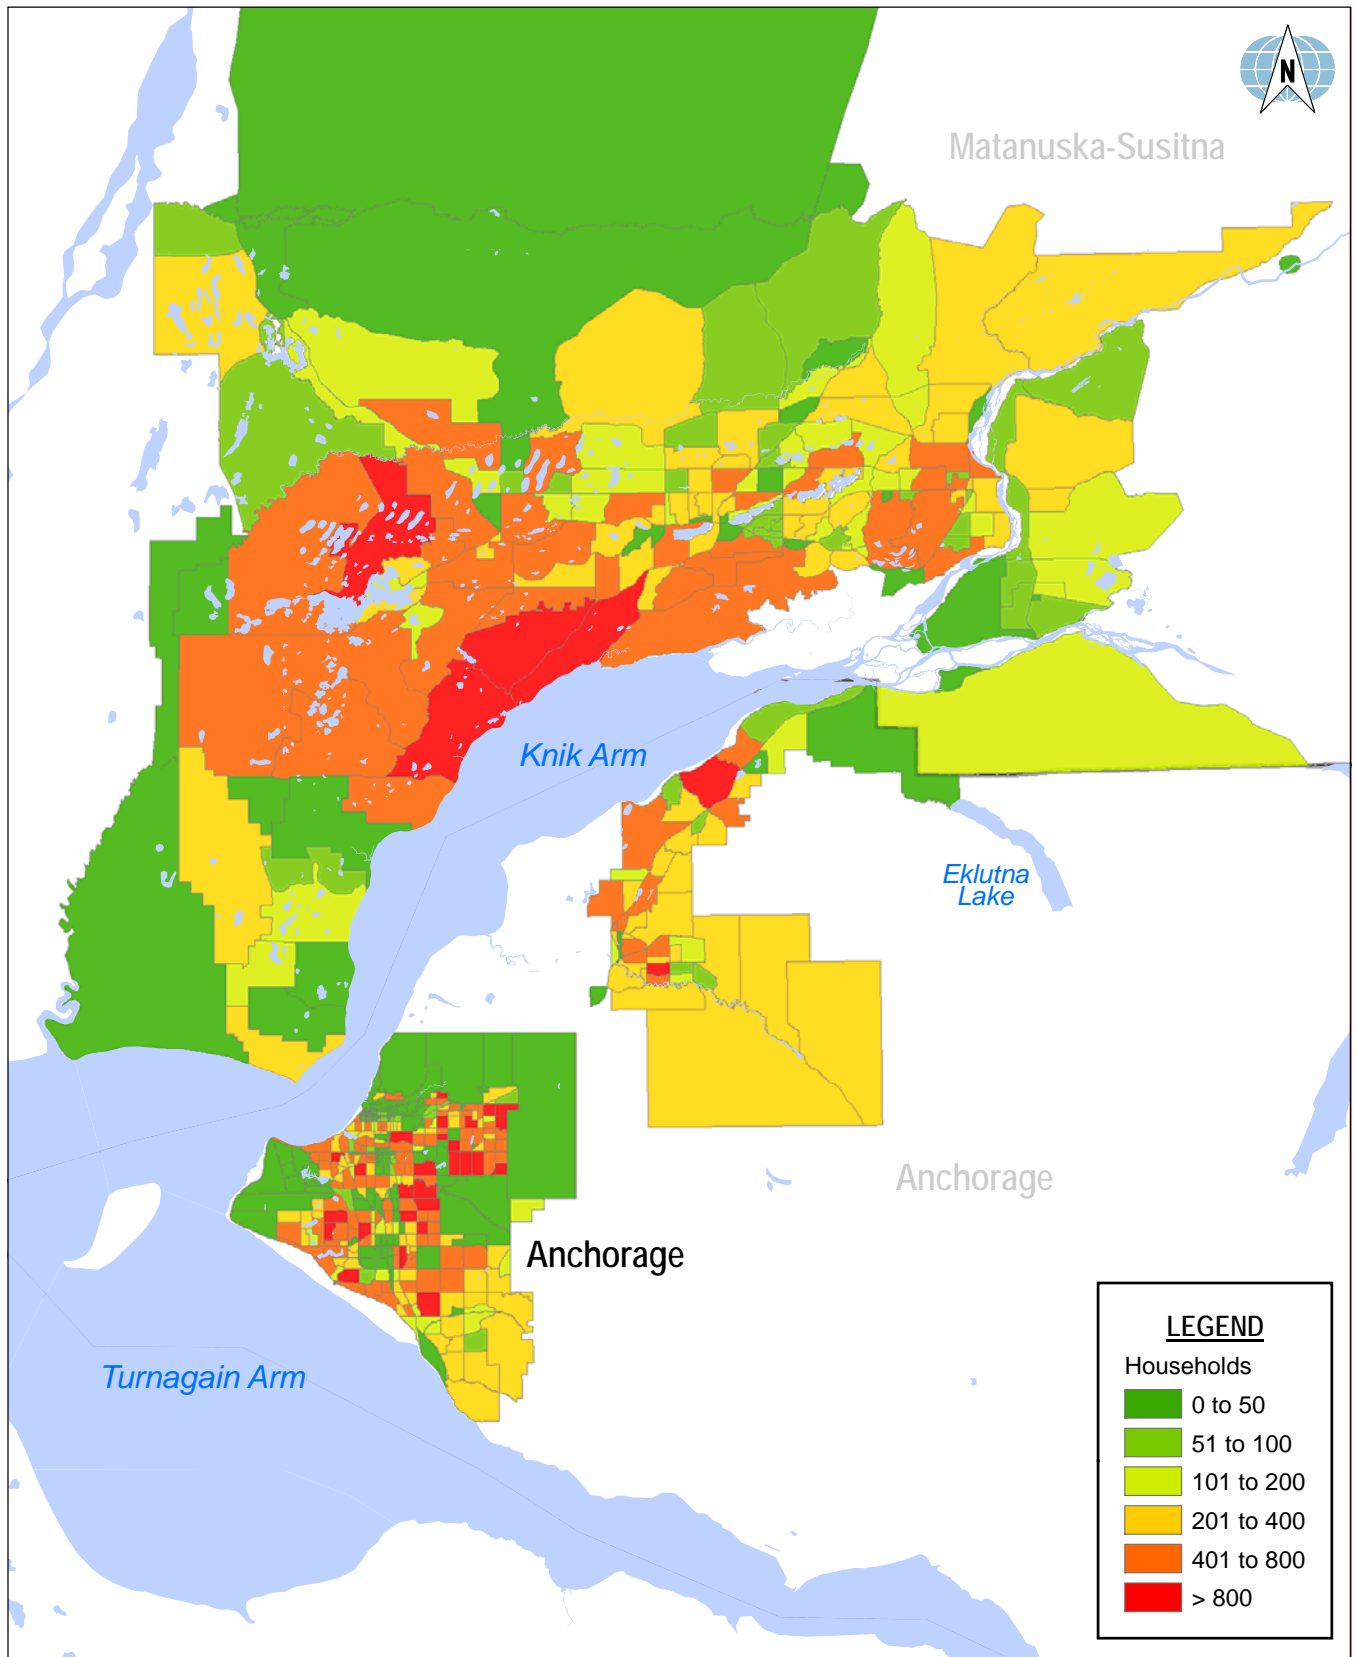 N
Matanuska-Susitna
Knik Arm
Eklutna
Lake
Anchorage
Anchorage
Turnagain Arm
LEGEND
Households
0 to 50
51 to 100
101 to 200
201 to 400
401 to 800
> 800